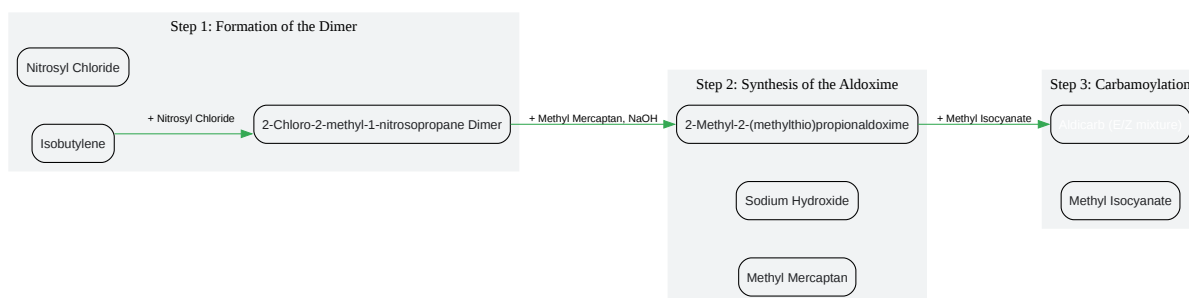 Step 1: Formation of the Dimer
Nitrosyl Chloride
Isobutylene
+ Nitrosyl Chloride
2-Chloro-2-methyl-1-nitrosopropane Dimer
+ Methyl Mercaptan, NaOH
Step 2: Synthesis of the Aldoxime
2-Methyl-2-(methylthio)propionaldoxime
Sodium Hydroxide
Methyl Mercaptan
+ Methyl Isocyanate
Step 3: Carbamoylation
Aldicarb (E/Z mixture)
Methyl Isocyanate